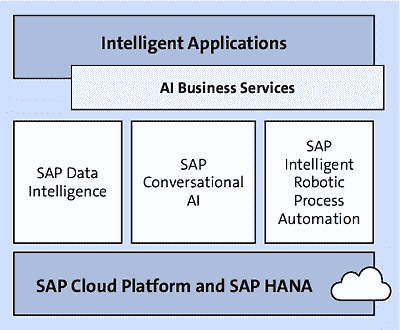 Intelligent Applications
AI Business Services
SAP Data
Intelligence
SAP
Conversational
AI
SAP
Intelligent
Robotic
Process
Automation
SAP Cloud Platform and SAP HANA